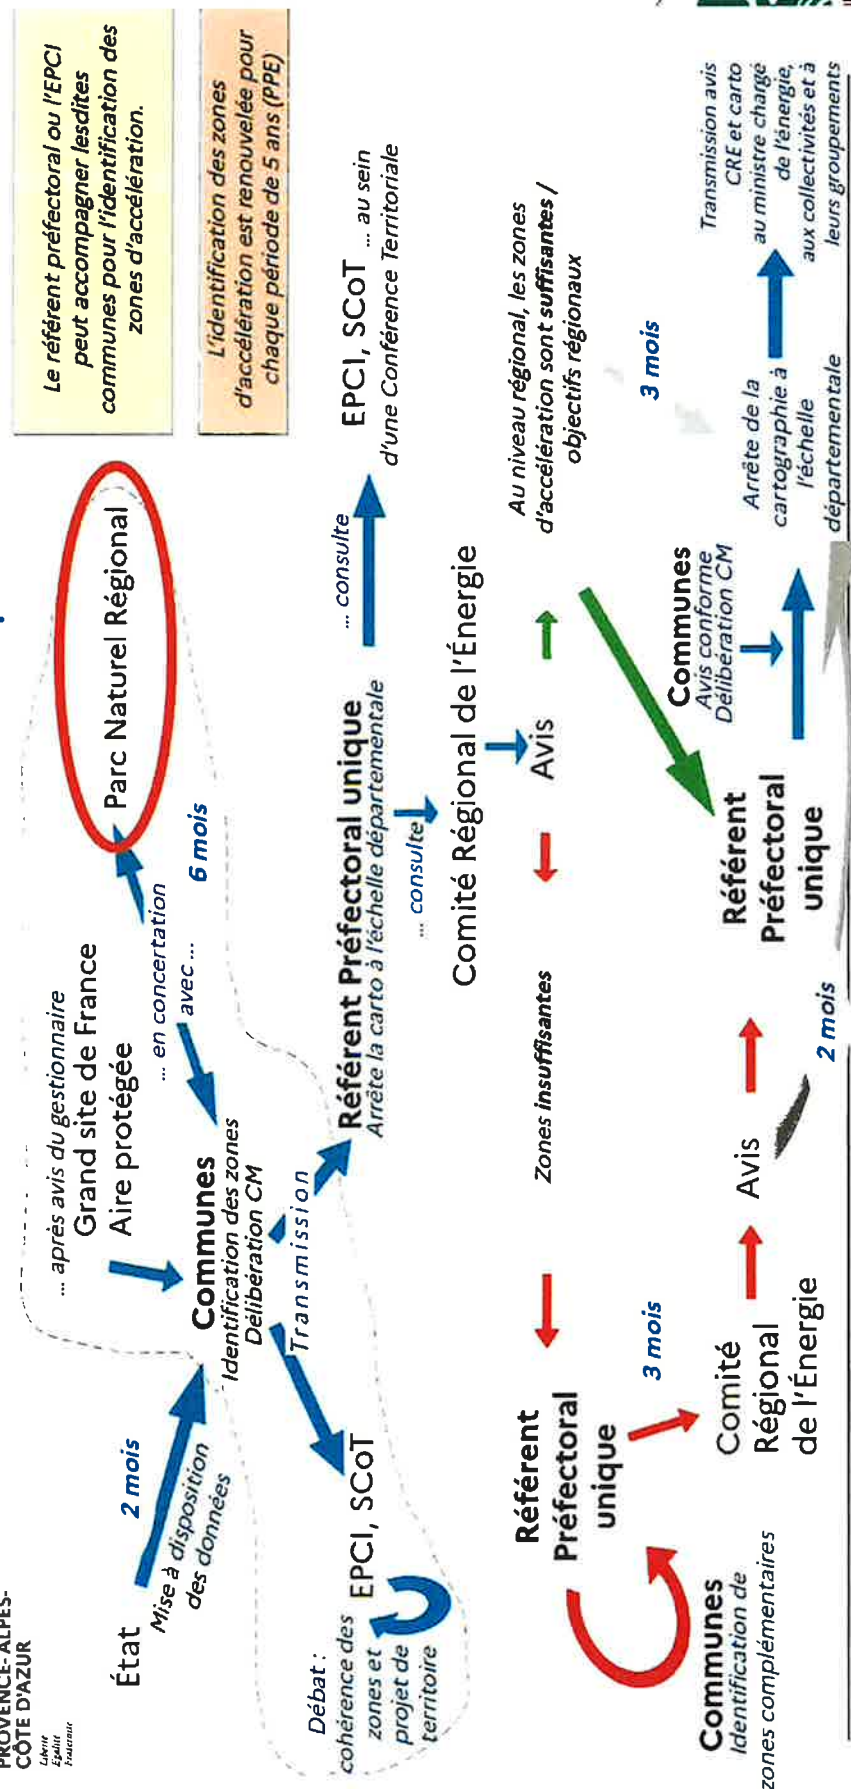 PROVENCE-ALPES-
CÔTE D'AZUR
Liberté
Égalité
Fraternité
État
2 mois
Mise à disposition
des données
... après avis du gestionnaire
Grand site de France
Aire protégée
... en concertation
avec ...
6 mois
Parc Naturel Régional
Le référent préfectoral ou l'EPCI
peut accompagner lesdites
communes pour l'identification des
zones d'accélération.
L'identification des zones
d'accélération est renouvelée pour
chaque période de 5 ans (PPE)
Communes
Identification des zones
Délibération CM
Transmission
Débat :
cohérence des
zones et
projet de
territoire
EPCI, SCoT
Référent Préfectoral unique
Arrête la carto à l'échelle départementale
... consulte
EPCI, SCoT ... au sein
d'une Conférence Territoriale
... consulte
Comité Régional de l'Énergie
Avis
Zones insuffisantes
Au niveau régional, les zones
d'accélération sont suffisantes /
objectifs régionaux
Référent
Préfectoral
unique
Communes
Identification de
zones complémentaires
3 mois
Comité
Régional
de l'Énergie
Avis
2 mois
Référent
Préfectoral
unique
Communes
Avis conforme
Délibération CM
3 mois
Arrête de la
cartographie à
l'échelle
départementale
Transmission avis
CRE et carto
au ministre chargé
de l'énergie,
aux collectivités et à
leurs groupements